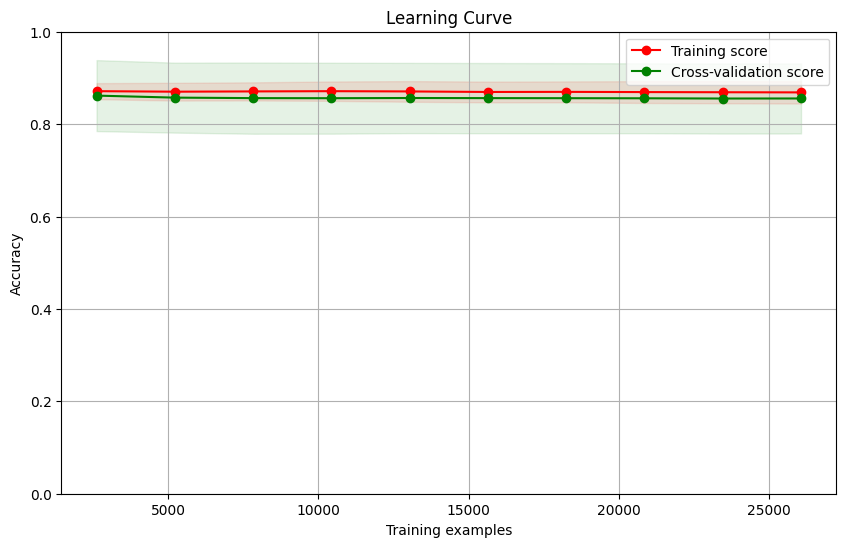 Learning Curve
Training score
Cross-validation score
1.0
0.8
0.6
0.4
0.2
0.0
Accuracy
5000
10000
15000
20000
25000
Training examples